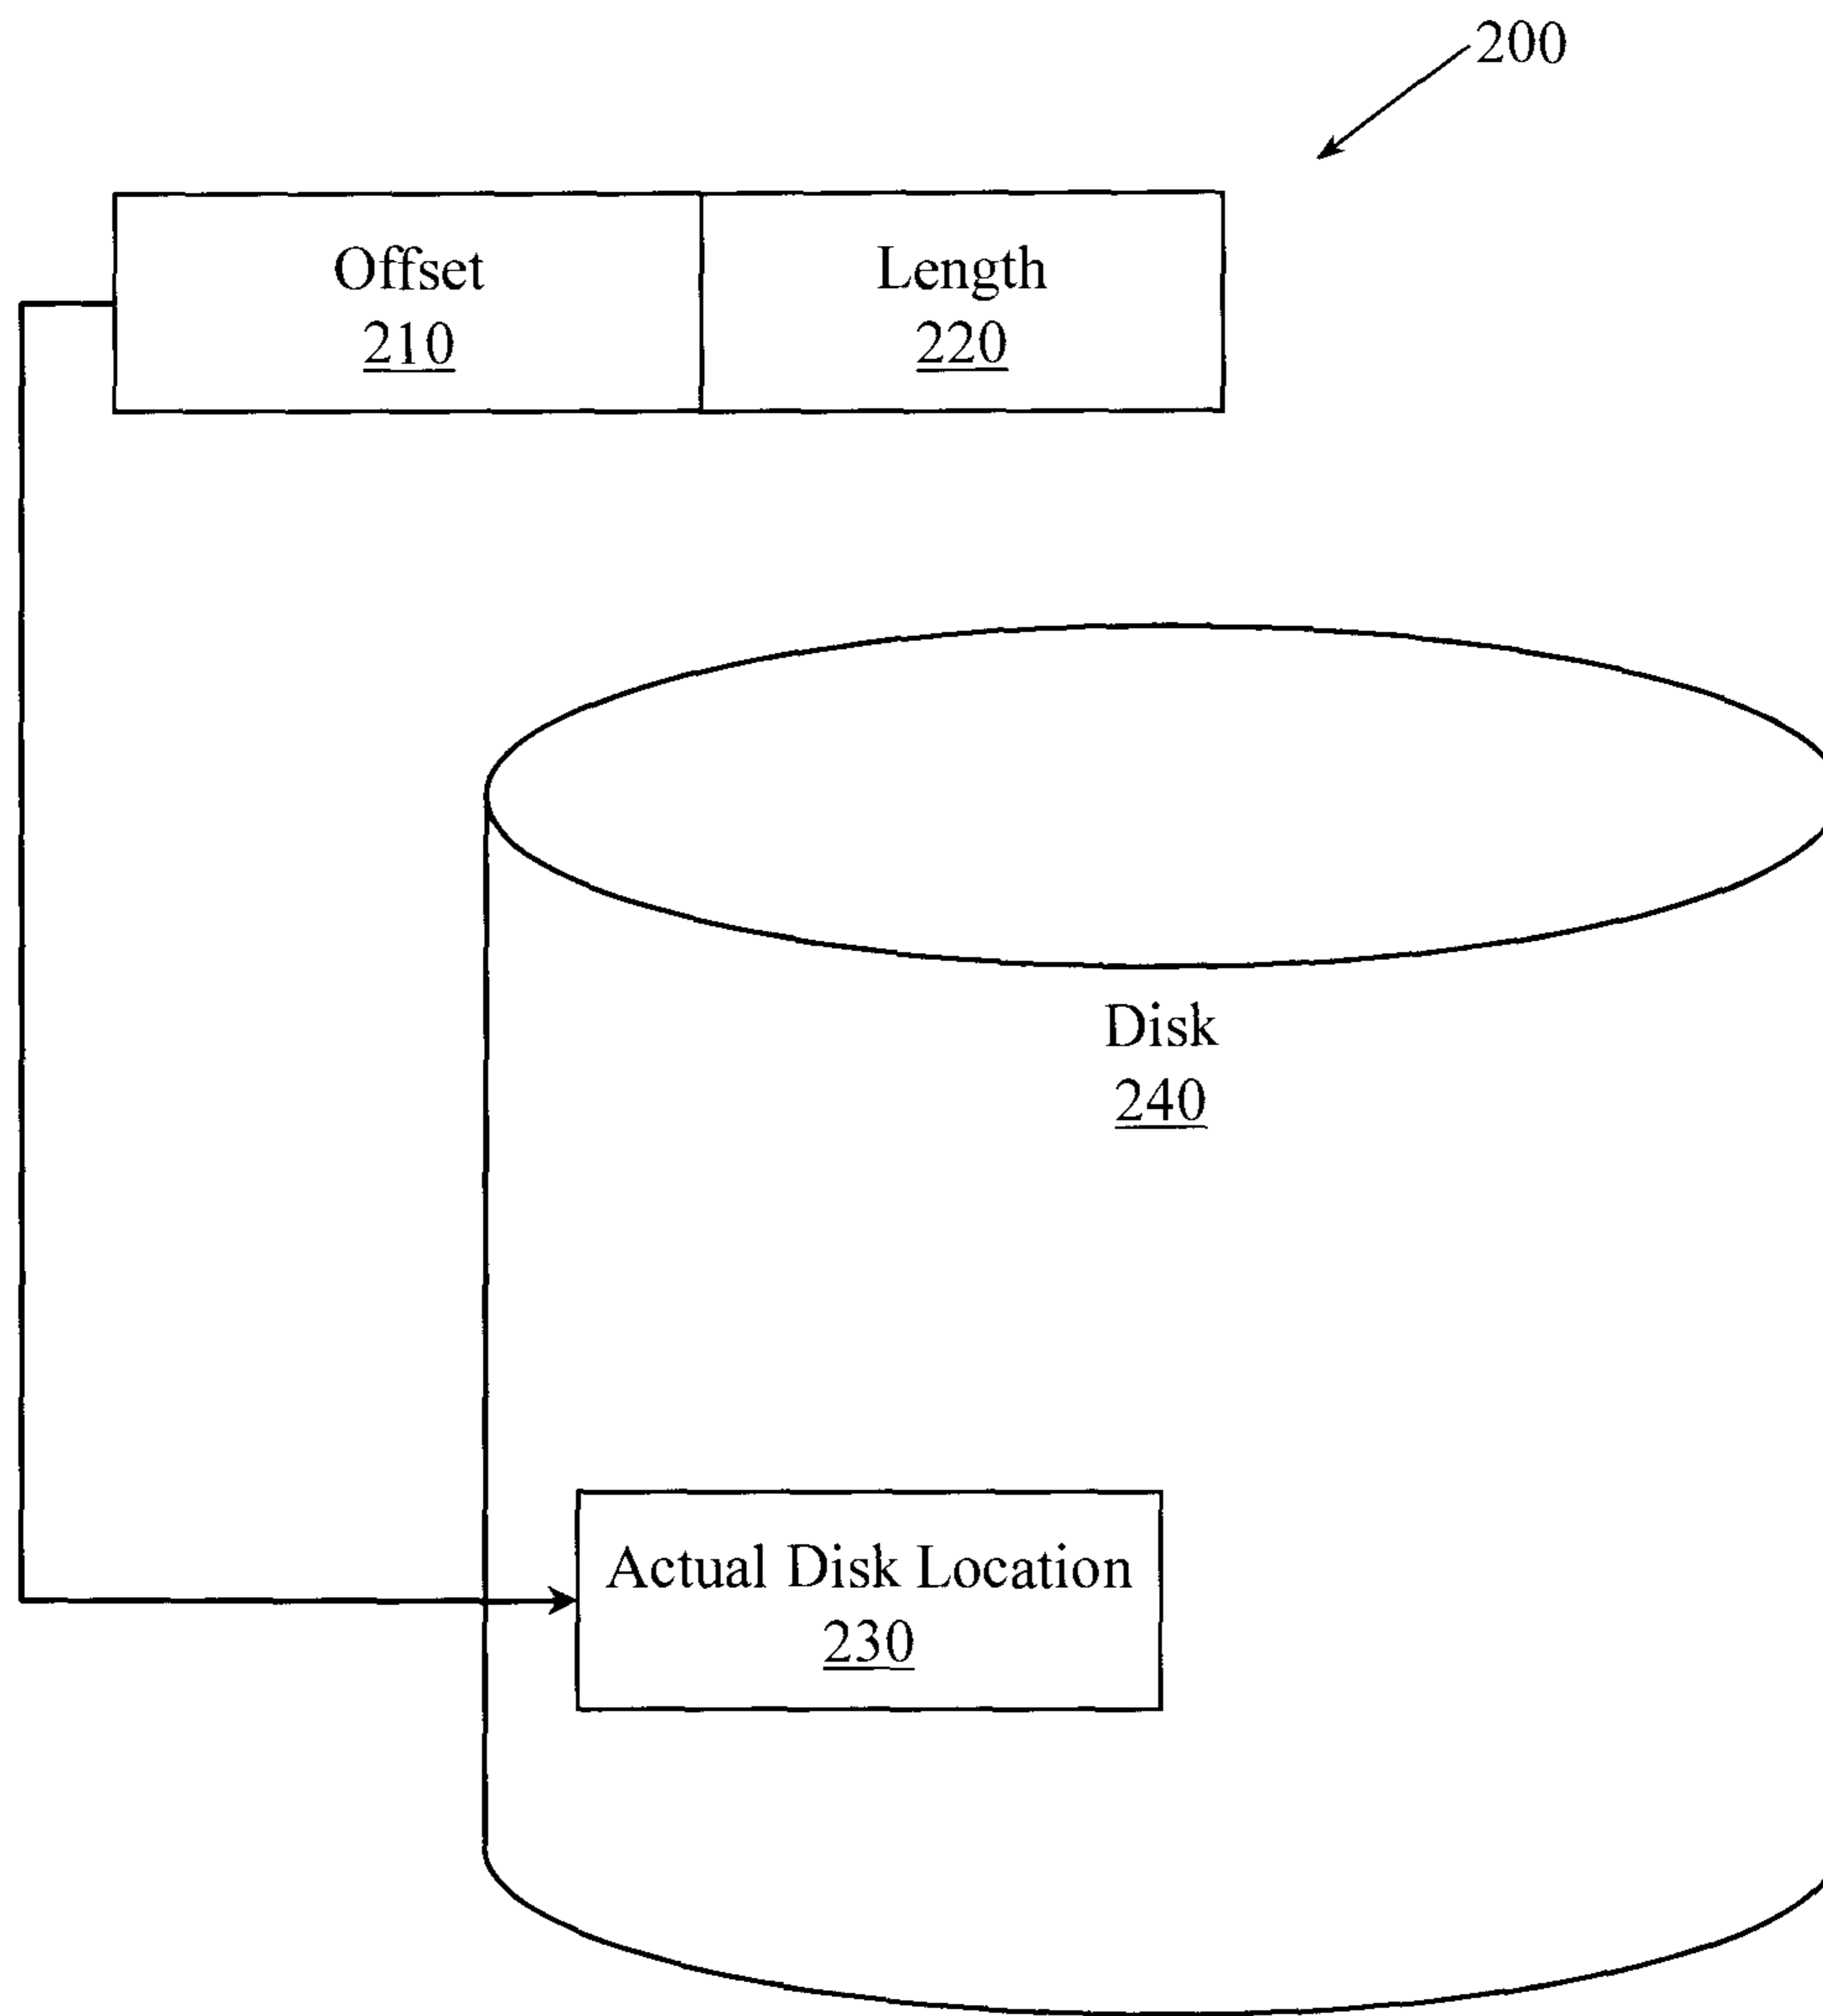 200
Offset
210
Length
220
Disk
240
Actual Disk Location
230